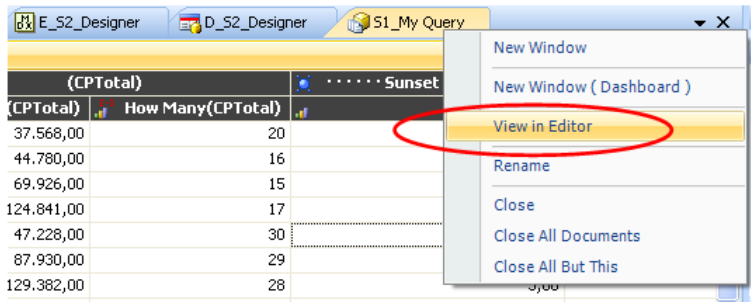 E_S2_Designer
D_S2_Designer
S1_My Query
New Window
New Window ( Dashboard )
View in Editor
Rename
Close
Close All Documents
Close All But This
(CPTotal)
Sunset
(CPTotal) How Many(CPTotal)
37.568,00 20
44.780,00 16
69.926,00 15
124.841,00 17
47.228,00 30
87.930,00 29
129.382,00 28